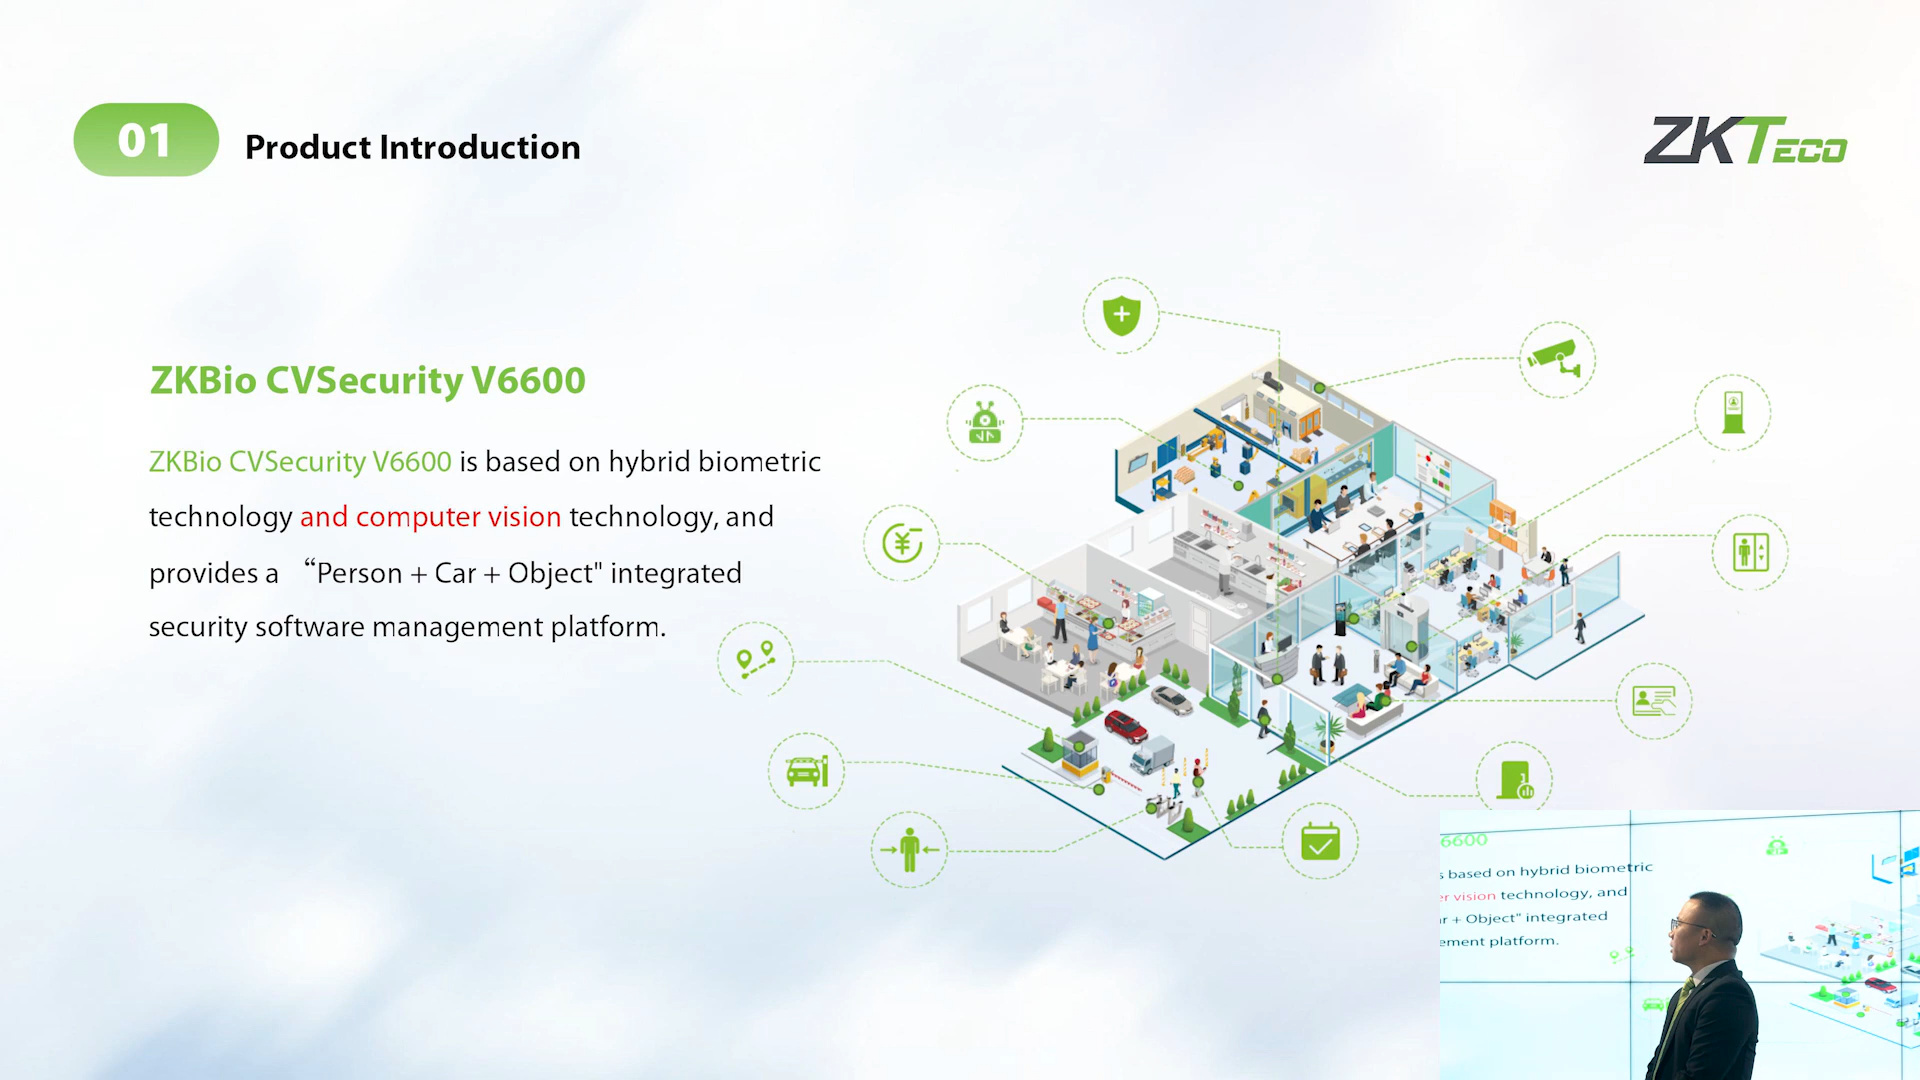 01
Product Introduction
ZKTECO
ZKBio CVSecurity V6600
ZKBio CVSecurity V6600 is based on hybrid biometric
technology and computer vision technology, and
provides a “Person + Car + Object" integrated
security software management platform.
6600
s based on hybrid biometric
er vision technology, and
ar + Object" integrated
ement platform.